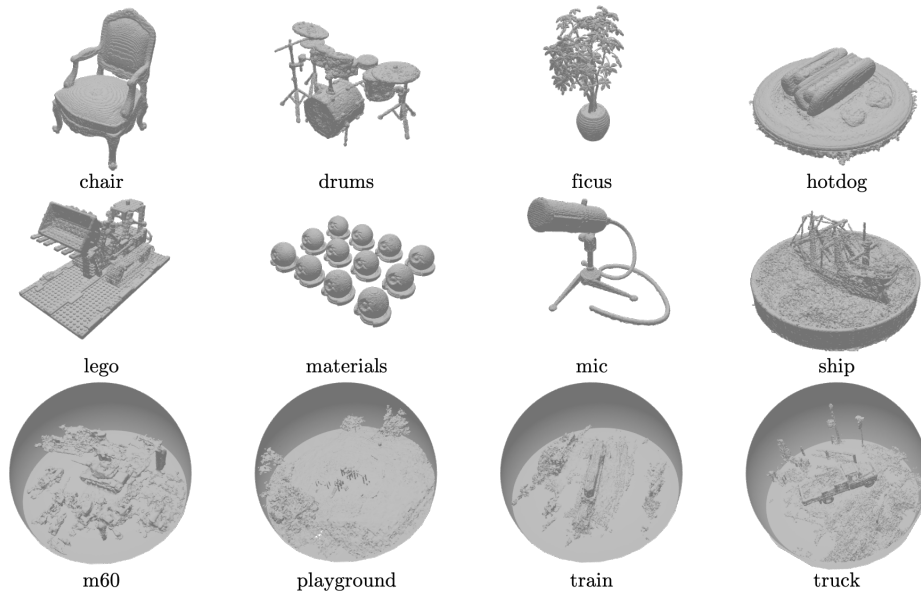 chair drums ficus hotdog
lego materials mic ship
m60 playground train truck